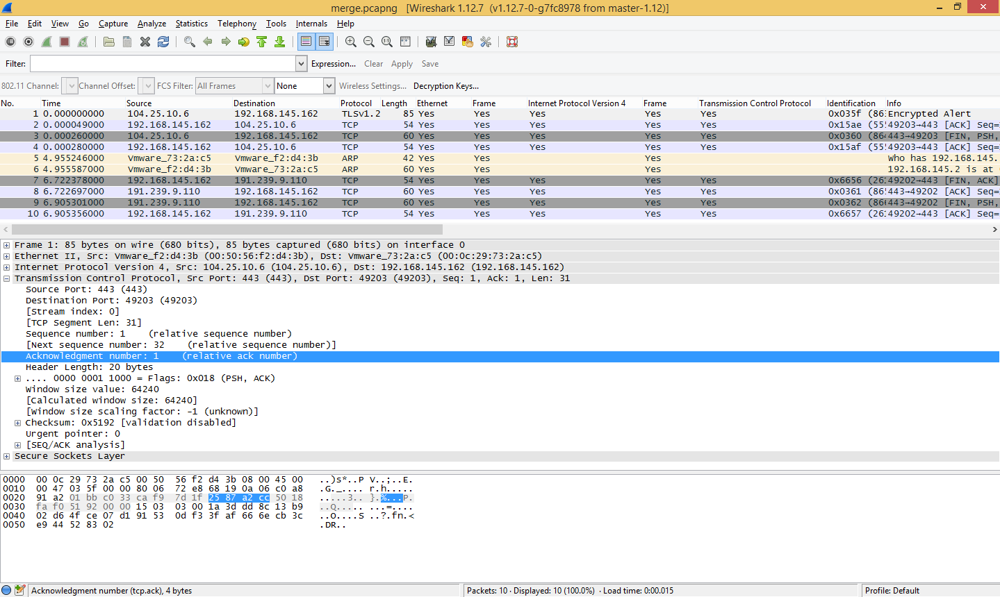 merge.pcapng [Wireshark 1.12.7 (v1.12.7-0-g7fc8978 from master-1.12)]
File Edit View Go Capture Analyze Statistics Telephony Tools Internals Help
Filter: Expression... Clear Apply Save
802.11 Channel: Channel Offset: FCS Filter: All Frames None Wireless Settings... Decryption Keys...
No. Time Source Destination Protocol Length Ethernet Frame Internet Protocol Version 4 Frame Transmission Control Protocol Identification Info
1 0.000000000 104.25.10.6 192.168.145.162 TLSv1.2 85 Yes Yes Yes Yes Yes 0x035f (86 Encrypted Alert
2 0.000049000 192.168.145.162 104.25.10.6 TCP 54 Yes Yes Yes Yes Yes 0x15ae (55 49203→443 [ACK] Seq=
3 0.000260000 104.25.10.6 192.168.145.162 TCP 60 Yes Yes Yes Yes Yes 0x0360 (86 443→49203 [FIN, PSH,
4 0.000280000 192.168.145.162 104.25.10.6 TCP 54 Yes Yes Yes Yes Yes 0x15af (55 49203→443 [ACK] Seq=
5 4.955246000 Vmware_73:2a:c5 Vmware_f2:d4:3b ARP 42 Yes Yes Yes Who has 192.168.145.
6 4.955587000 Vmware_f2:d4:3b Vmware_73:2a:c5 ARP 60 Yes Yes Yes 192.168.145.2 is at
7 6.722378000 192.168.145.162 191.239.9.110 TCP 54 Yes Yes Yes Yes Yes 0x6656 (26 49202→443 [FIN, ACK]
8 6.722697000 191.239.9.110 192.168.145.162 TCP 60 Yes Yes Yes Yes Yes 0x0361 (86 443→49202 [ACK] Seq=
9 6.905301000 191.239.9.110 192.168.145.162 TCP 60 Yes Yes Yes Yes Yes 0x0362 (86 443→49202 [FIN, PSH,
10 6.905356000 192.168.145.162 191.239.9.110 TCP 54 Yes Yes Yes Yes Yes 0x6657 (26 49202→443 [ACK] Seq=
Frame 1: 85 bytes on wire (680 bits), 85 bytes captured (680 bits) on interface 0
Ethernet II, Src: Vmware_f2:d4:3b (00:50:56:f2:d4:3b), Dst: Vmware_73:2a:c5 (00:0c:29:73:2a:c5)
Internet Protocol Version 4, Src: 104.25.10.6 (104.25.10.6), Dst: 192.168.145.162 (192.168.145.162)
Transmission Control Protocol, Src Port: 443 (443), Dst Port: 49203 (49203), Seq: 1, Ack: 1, Len: 31
Source Port: 443 (443)
Destination Port: 49203 (49203)
[Stream index: 0]
[TCP Segment Len: 31]
Sequence number: 1 (relative sequence number)
[Next sequence number: 32 (relative sequence number)]
Acknowledgment number: 1 (relative ack number)
Header Length: 20 bytes
.... 0000 0001 1000 = Flags: 0x018 (PSH, ACK)
Window size value: 64240
[Calculated window size: 64240]
[Window size scaling factor: -1 (unknown)]
Checksum: 0x5192 [validation disabled]
Urgent pointer: 0
[SEQ/ACK analysis]
Secure Sockets Layer
0000 00 0c 29 73 2a c5 00 50 56 f2 d4 3b 08 00 45 00 ..)s*..P V..;..E.
0010 00 47 03 5f 00 00 80 06 72 e8 68 19 0a 06 c0 a8 .G._.... r.h.....
0020 91 a2 01 bb c0 33 ca f9 7d 1f 25 87 a2 cc 50 18 .....3.. }.%...P.
0030 fa f0 51 92 00 00 15 03 03 00 1a 3d dd 8c 13 b9 ..Q..... ...=....
0040 02 d6 4f ce 07 d1 91 53 0d f3 3f af 66 6e cb 3c ..O....S ..?.fn.<
0050 e9 44 52 83 02 .DR..
Acknowledgment number (tcp.ack), 4 bytes Packets: 10 · Displayed: 10 (100.0%) · Load time: 0:00.015 Profile: Default